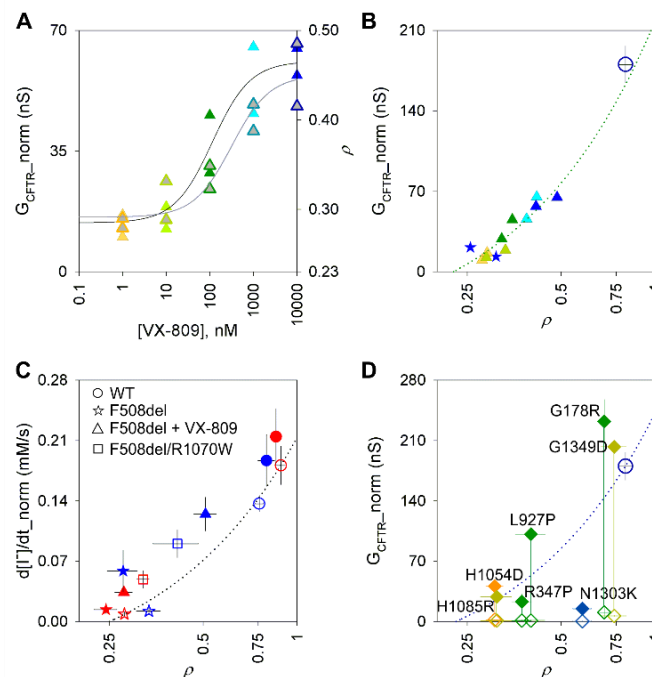 A
70
35
0
G_CFTR_norm (nS)
0.50
0.40
0.30
0.23
ρ
0.1 1 10 100 1000 10000
[VX-809], nM
B
210
140
70
0
G_CFTR_norm (nS)
0.25 0.5 0.75 1
ρ
C
0.28
0.21
0.14
0.07
0.00
d[I⁻]/dt_norm (mM/s)
WT
F508del
F508del + VX-809
F508del/R1070W
0.25 0.5 0.75 1
ρ
D
280
210
140
70
0
G_CFTR_norm (nS)
G178R
G1349D
L927P
H1054D
R347P
N1303K
H1085R
0.25 0.5 0.75 1
ρ